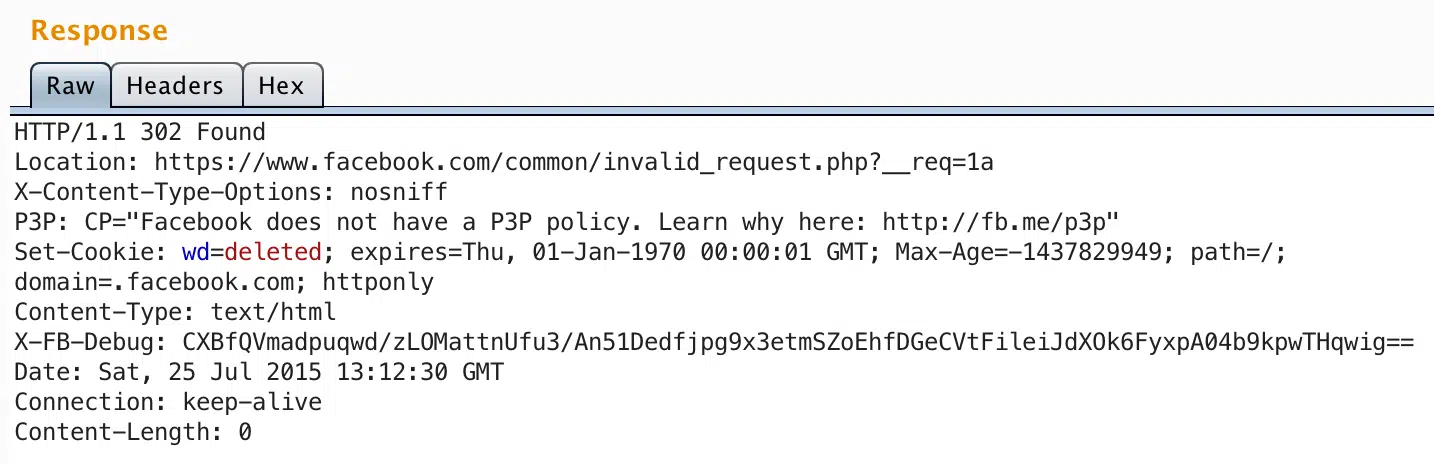 Response
Raw Headers Hex
HTTP/1.1 302 Found
Location: https://www.facebook.com/common/invalid_request.php?__req=1a
X-Content-Type-Options: nosniff
P3P: CP="Facebook does not have a P3P policy. Learn why here: http://fb.me/p3p"
Set-Cookie: wd=deleted; expires=Thu, 01-Jan-1970 00:00:01 GMT; Max-Age=-1437829949; path=/;
domain=.facebook.com; httponly
Content-Type: text/html
X-FB-Debug: CXBfQVmadpuqwd/zLOMattnUfu3/An51Dedfjpg9x3etmSZoEhfDGeCVtFileiJdXOk6FyxpA04b9kpwTHqwig==
Date: Sat, 25 Jul 2015 13:12:30 GMT
Connection: keep-alive
Content-Length: 0